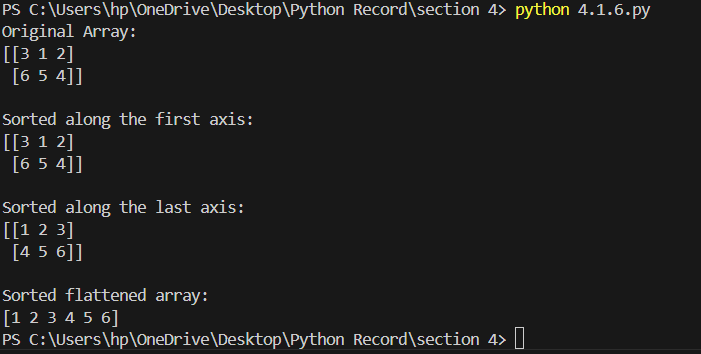 PS C:\Users\hp\OneDrive\Desktop\Python Record\section 4> python 4.1.6.py
Original Array:
[[3 1 2]
 [6 5 4]]
Sorted along the first axis:
[[3 1 2]
 [6 5 4]]
Sorted along the last axis:
[[1 2 3]
 [4 5 6]]
Sorted flattened array:
[1 2 3 4 5 6]
PS C:\Users\hp\OneDrive\Desktop\Python Record\section 4>